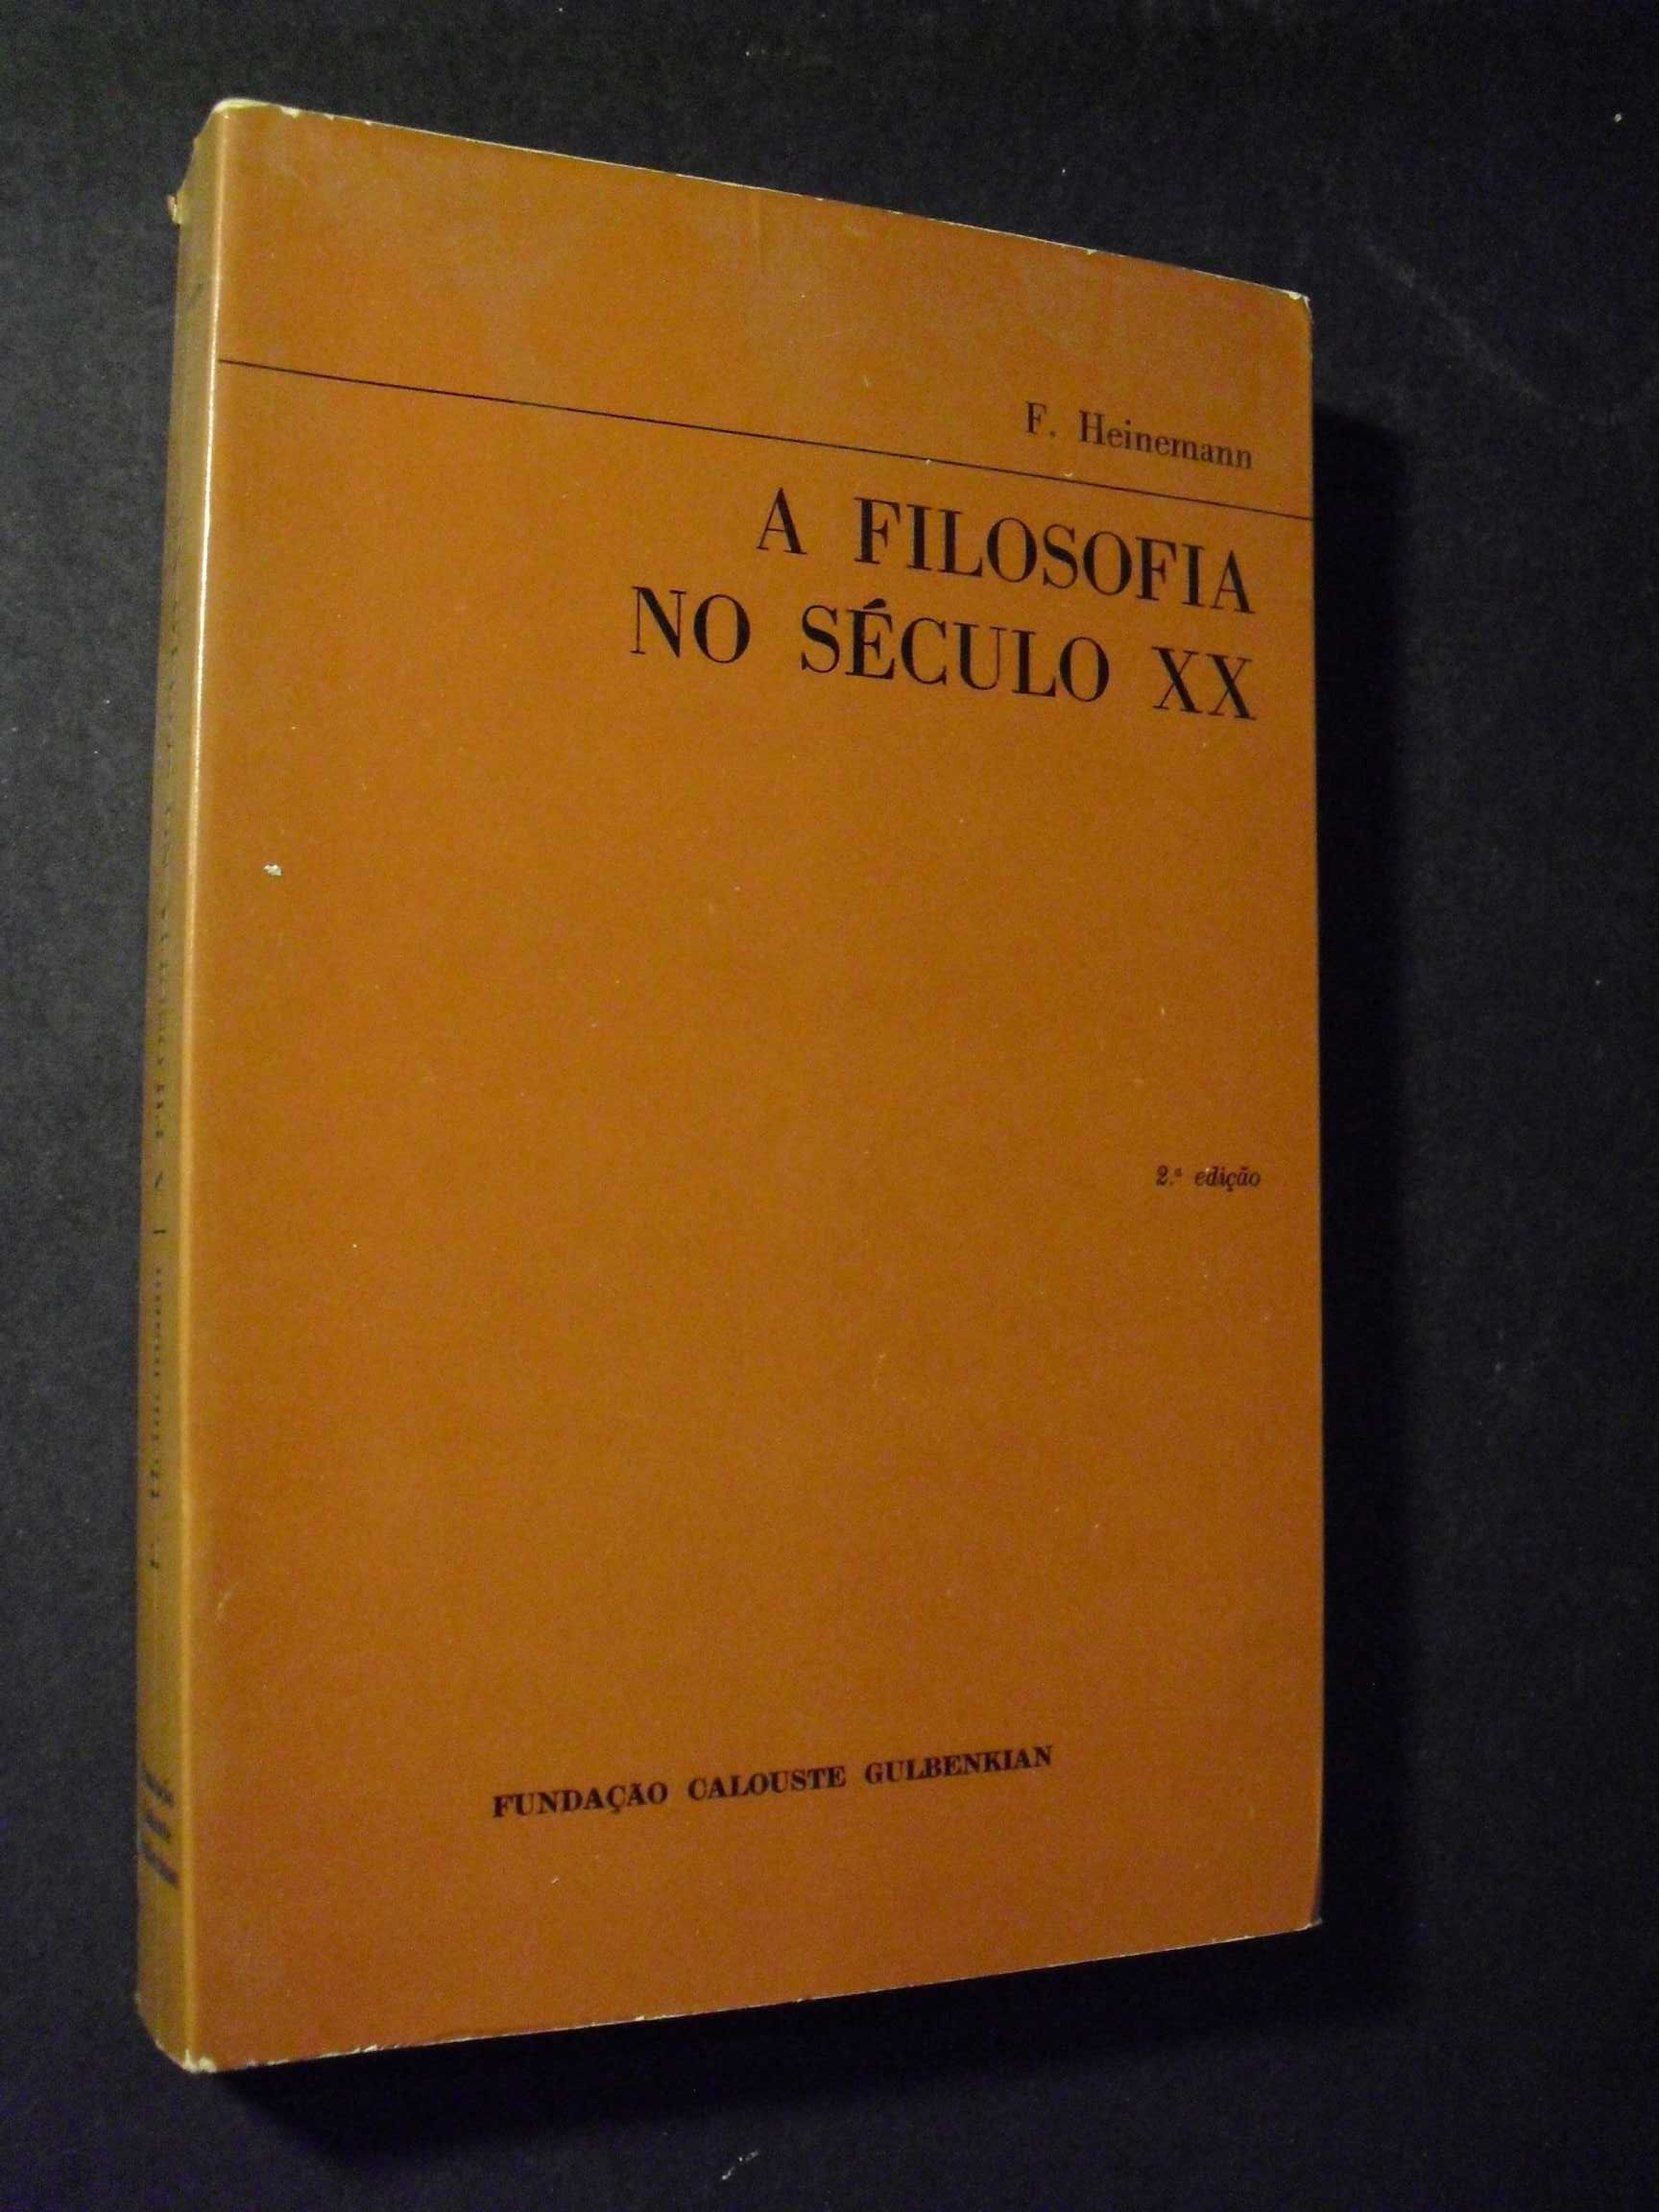 F. Heinemann
A FILOSOFIA
NO SÉCULO XX
2.ª edição
FUNDAÇÃO CALOUSTE GULBENKIAN